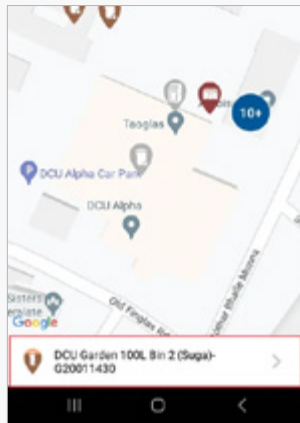 10+
Taoglas
DCU Alpha Car Park
DCU Alpha
Sisters
Old Finglas Rd
Google
DCU Garden 100L Bin 2 (Suga)-
G20011430